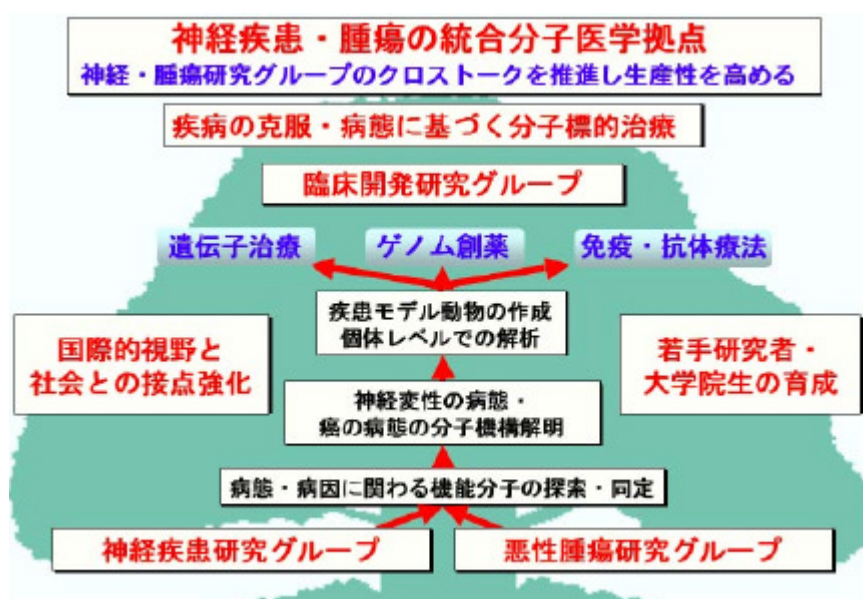 神経疾患・腫瘍の統合分子医学拠点
神経・腫瘍研究グループのクロストークを推進し生産性を高める
疾病の克服・病態に基づく分子標的治療
臨床開発研究グループ
遺伝子治療
ゲノム創薬
免疫・抗体療法
疾患モデル動物の作成
個体レベルでの解析
国際的視野と
社会との接点強化
若手研究者・
大学院生の育成
神経変性の病態・
癌の病態の分子機構解明
病態・病因に関わる機能分子の探索・同定
神経疾患研究グループ
悪性腫瘍研究グループ